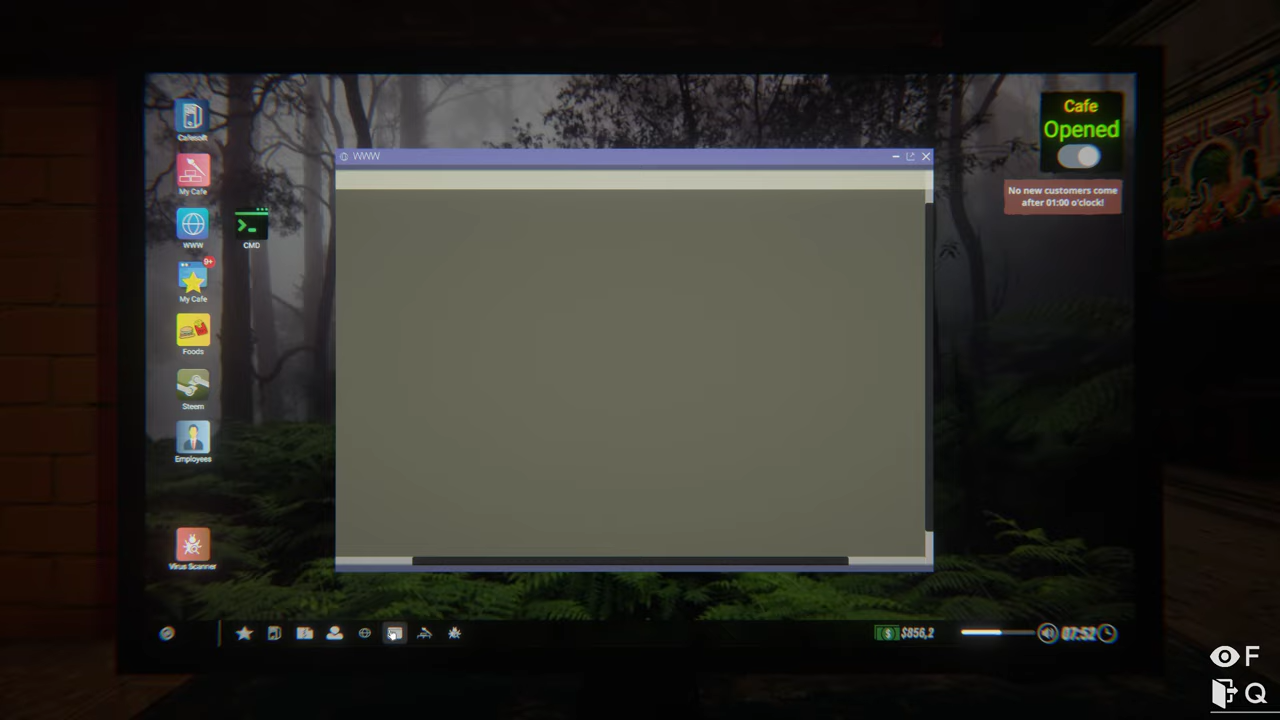 Cafesoft
My Cafe
WWW
CMD
9+
My Cafe
Foods
Steem
Employees
Virus Scanner
WWW
Cafe
Opened
No new customers come
after 01:00 o'clock!
$856,2
07:52
F
Q